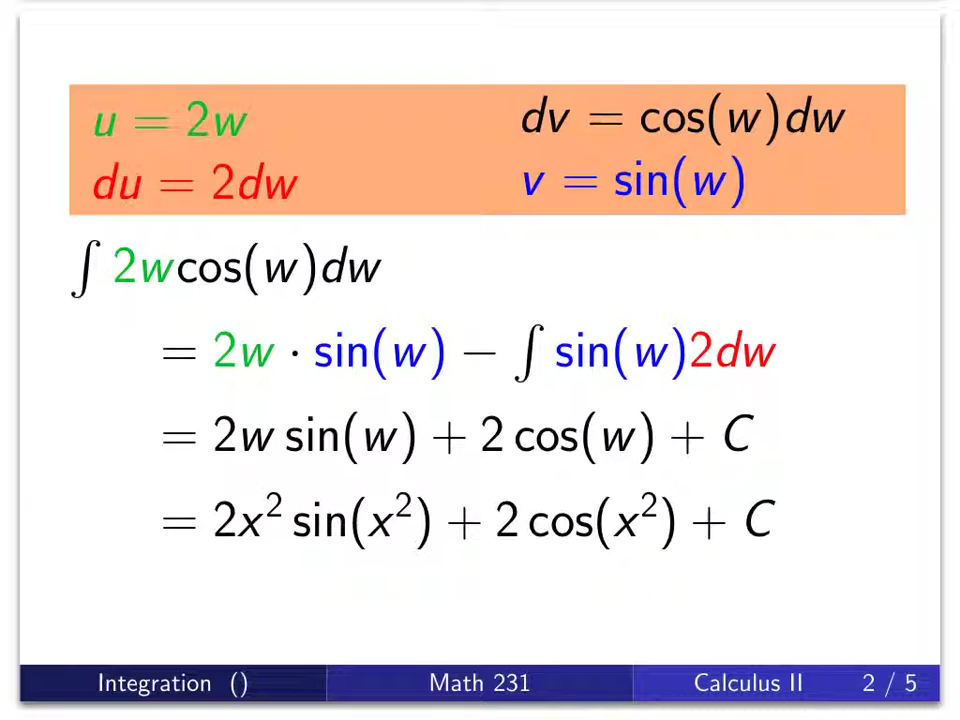 u = 2w
dv = cos(w)dw
du = 2dw
v = sin(w)
∫ 2w cos(w)dw
= 2w · sin(w) − ∫ sin(w)2dw
= 2w sin(w) + 2 cos(w) + C
= 2x² sin(x²) + 2 cos(x²) + C
Integration () Math 231 Calculus II 2 / 5